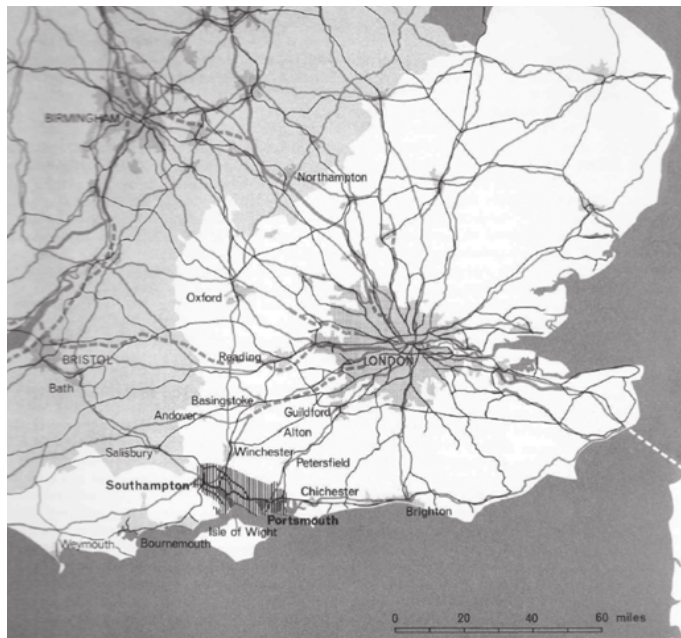 BIRMINGHAM
Northampton
Oxford
BRISTOL
Reading
LONDON
Bath
Basingstoke
Guildford
Andover
Alton
Salisbury
Winchester
Petersfield
Southampton
Chichester
Portsmouth
Brighton
Isle of Wight
Weymouth
Bournemouth
0 20 40 60 miles